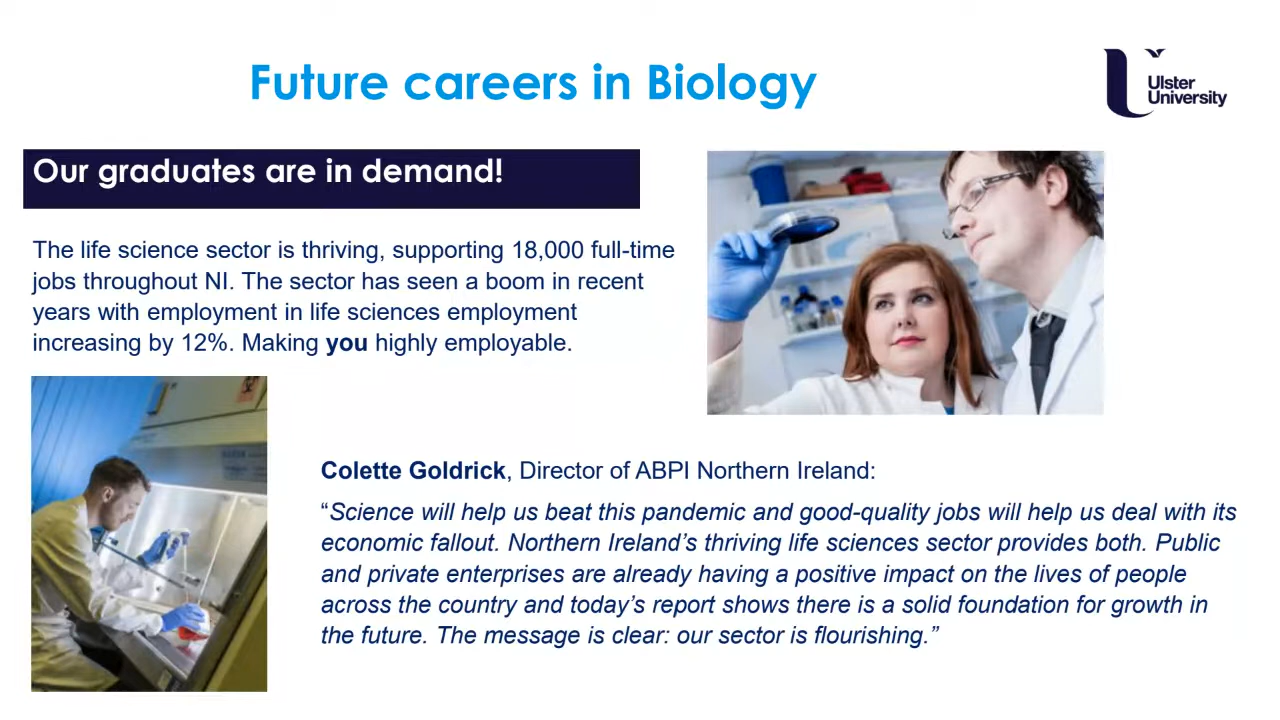 Future careers in Biology
Ulster
University
Our graduates are in demand!
The life science sector is thriving, supporting 18,000 full-time
jobs throughout NI. The sector has seen a boom in recent
years with employment in life sciences employment
increasing by 12%. Making you highly employable.
Colette Goldrick, Director of ABPI Northern Ireland:
“Science will help us beat this pandemic and good-quality jobs will help us deal with its
economic fallout. Northern Ireland’s thriving life sciences sector provides both. Public
and private enterprises are already having a positive impact on the lives of people
across the country and today’s report shows there is a solid foundation for growth in
the future. The message is clear: our sector is flourishing.”